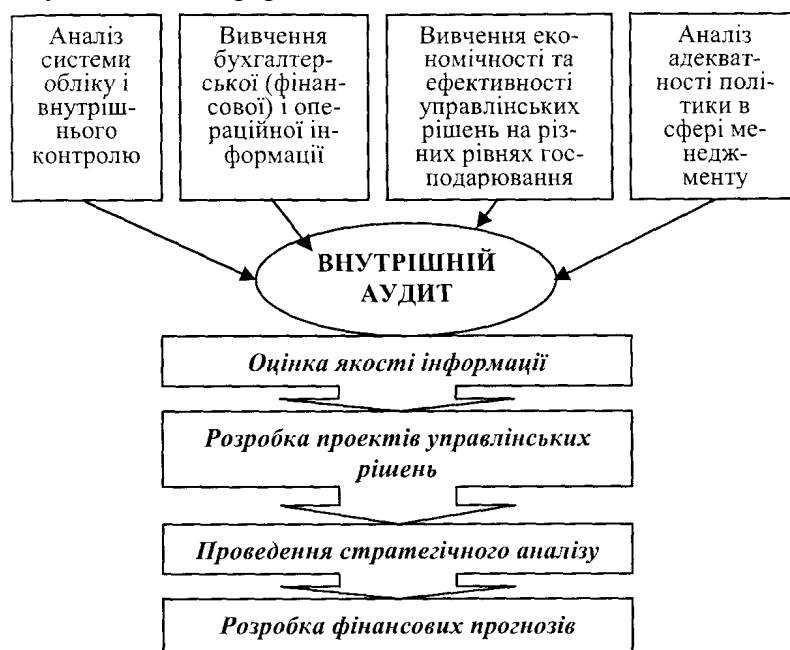 Аналіз
системи
обліку і
внутріш-
нього
контролю
Вивчення
бухгалтер-
ської (фінан-
сової) і опе-
раційної ін-
формації
Вивчення еко-
номічності та
ефективності
управлінських
рішень на різ-
них рівнях гос-
подарювання
Аналіз
адекват-
ності полі-
тики в
сфері ме-
неджм-
менту
ВНУТРІШНІЙ
АУДИТ
Оцінка якості інформації
Розробка проектів управлінських
рішень
Проведення стратегічного аналізу
Розробка фінансових прогнозів